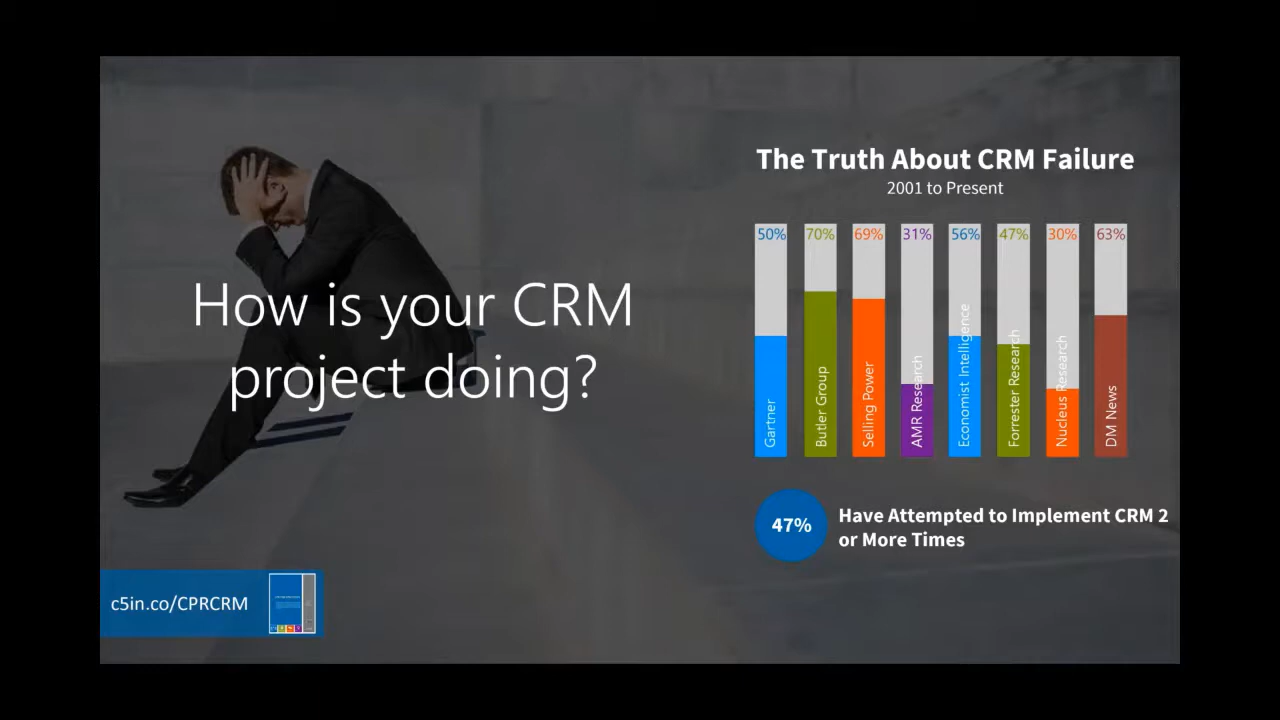 How is your CRM
project doing?
The Truth About CRM Failure
2001 to Present
50%
70%
69%
31%
56%
47%
30%
63%
Gartner
Butler Group
Selling Power
AMR Research
Economist Intelligence
Forrester Research
Nucleus Research
DM News
47%
Have Attempted to Implement CRM 2
or More Times
c5in.co/CPRCRM